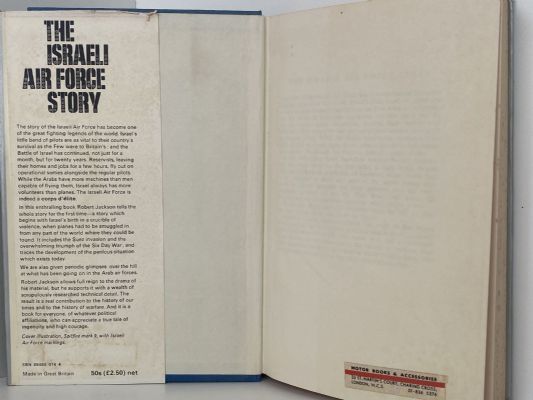 THE
ISRAELI
AIR FORCE
STORY
The story of the Israeli Air Force has become one
of the great fighting legends of the world. Israel's
little band of pilots are as vital to their country's
survival as the Few were to Britain's: and the
Battle of Israel has continued, not just for a
month, but for twenty years. Reservists, leaving
their homes and jobs for a few hours, fly out on
operational sorties alongside the regular pilots.
While the Arabs have more machines than men
capable of flying them, Israel always has more
volunteers than planes. The Israeli Air Force is
indeed a corps d'élite.
In this enthralling book Robert Jackson tells the
whole story for the first time—a story which
begins with Israel's birth in a crucible of
violence, when planes had to be smuggled in
from any part of the world where they could be
found. It includes the Suez invasion and the
overwhelming triumph of the Six Day War, and
traces the development of the perilous situation
which exists today.
We are also given periodic glimpses over the hill
at what has been going on in the Arab air forces.
Robert Jackson allows full reign to the drama of
his material, but he supports it with a wealth of
scrupulously researched technical detail. The
result is a real contribution to the history of our
times and to the history of warfare. And it is a
book for everyone, of whatever political
affiliations, who can appreciate a true tale of
ingenuity and high courage.
Cover illustration, Spitfire mark 9, with Israeli
Air Force markings.
Made in Great Britain
50s (£2.50) net
MOTOR BOOKS & ACCESSORIES
33 ST. MARTIN'S COURT, CHARING CROSS,
LONDON, W.C.2.
01-836 5376